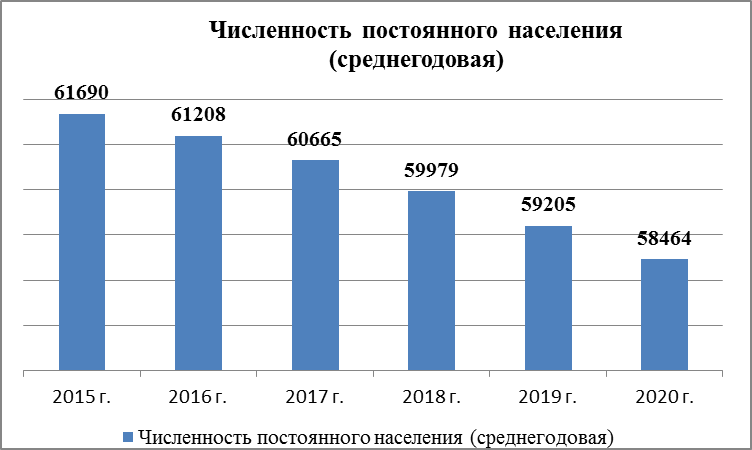 Численность постоянного населения
(среднегодовая)
61690
61208
60665
59979
59205
58464
2015 г.
2016 г.
2017 г.
2018 г.
2019 г.
2020 г.
Численность постоянного населения (среднегодовая)